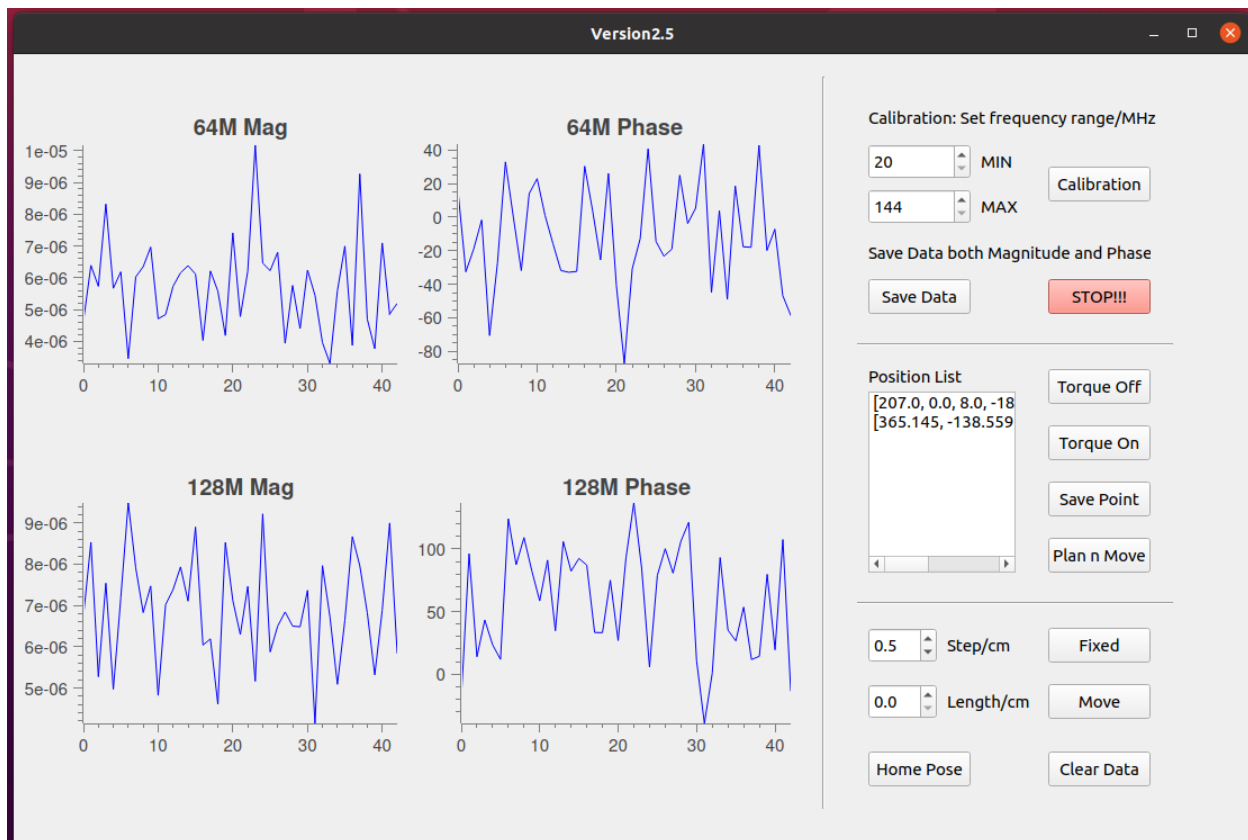 Version2.5
64M Mag
1e-05
9e-06
8e-06
7e-06
6e-06
5e-06
4e-06
0 10 20 30 40
64M Phase
40
20
0
-20
-40
-60
-80
0 10 20 30 40
128M Mag
9e-06
8e-06
7e-06
6e-06
5e-06
0 10 20 30 40
128M Phase
100
50
0
0 10 20 30 40
Calibration: Set frequency range/MHz
20 MIN
Calibration
144 MAX
Save Data both Magnitude and Phase
Save Data STOP!!!
Position List
[207.0, 0.0, 8.0, -18
[365.145, -138.559
Torque Off
Torque On
Save Point
Plan n Move
0.5 Step/cm Fixed
0.0 Length/cm Move
Home Pose Clear Data